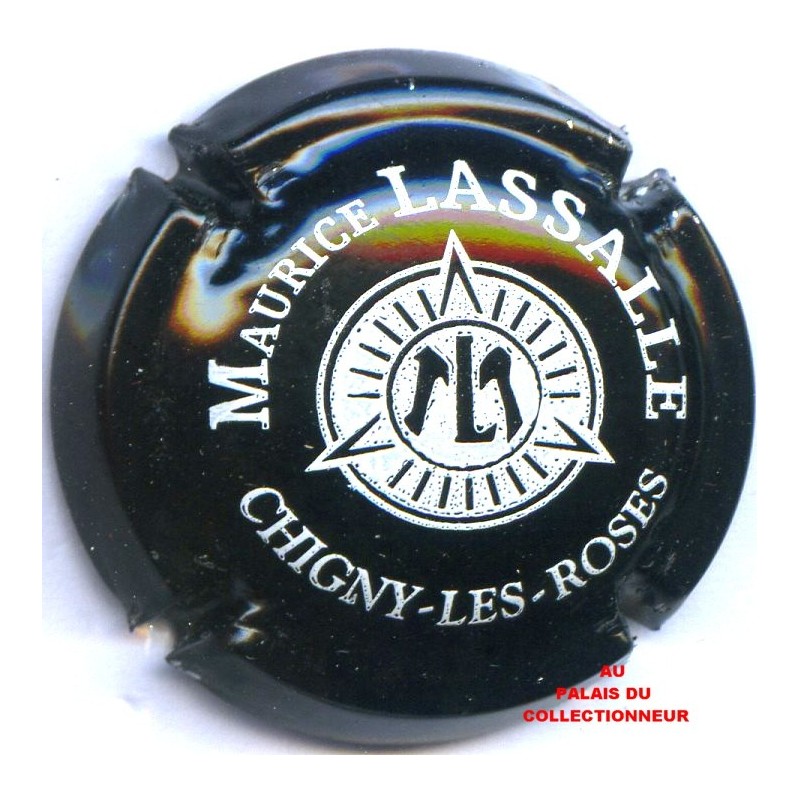 MAURICE LASSALLE
ML
CHIGNY-LES-ROSES
AU
PALAIS DU
COLLECTIONNEUR